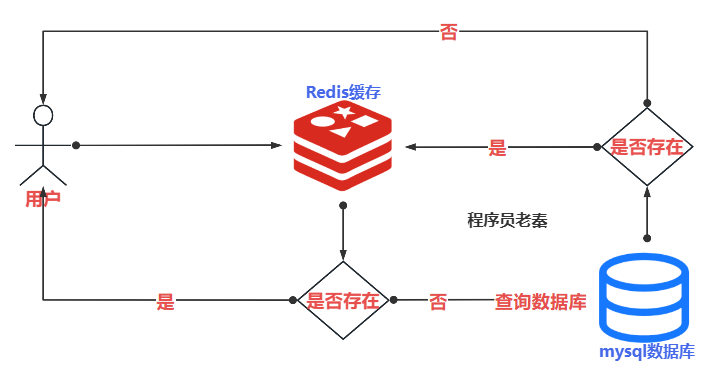 否
Redis缓存
是
是否存在
用户
程序员老秦
是
是否存在
否
查询数据库
mysql数据库